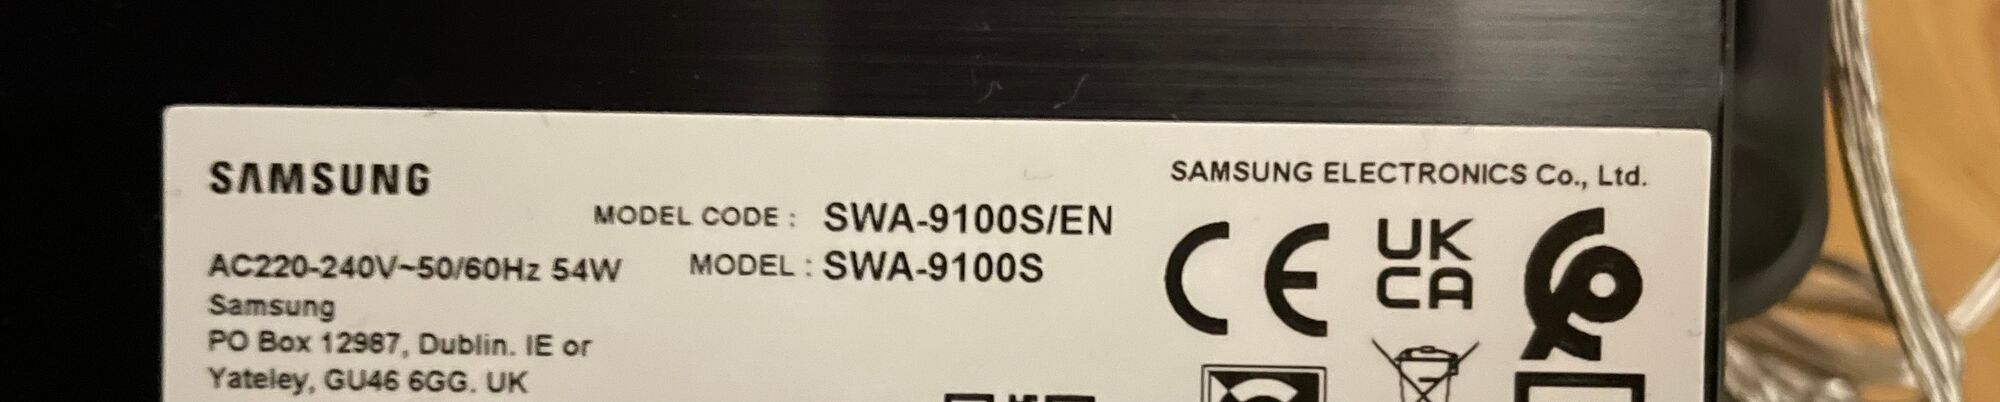 SAMSUNG
SAMSUNG ELECTRONICS Co., Ltd.
MODEL CODE : SWA-9100S/EN
AC220-240V~50/60Hz 54W MODEL : SWA-9100S
Samsung
PO Box 12987, Dublin. IE or
Yateley, GU46 6GG. UK
CE
UK
CA